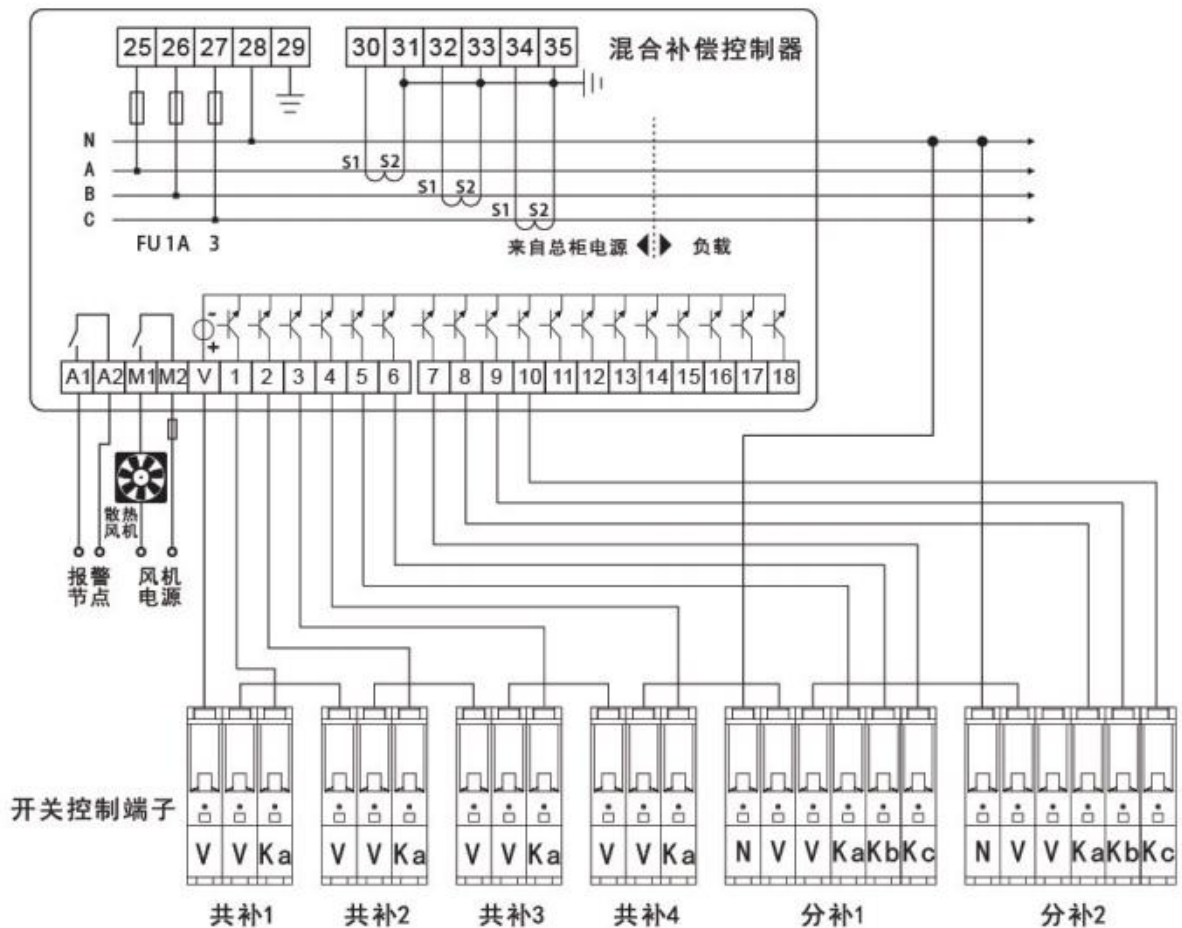 25 26 27 28 29 30 31 32 33 34 35 混合补偿控制器
N
A S1 S2
B S1 S2
C S1 S2
FU 1A 3 来自总柜电源 负载
-
+
A1 A2 M1 M2 V 1 2 3 4 5 6 7 8 9 10 11 12 13 14 15 16 17 18
散热
风机
报警 风机
节点 电源
开关控制端子
V V Ka V V Ka V V Ka V V Ka N V V Ka Kb Kc N V V Ka Kb Kc
共补1 共补2 共补3 共补4 分补1 分补2